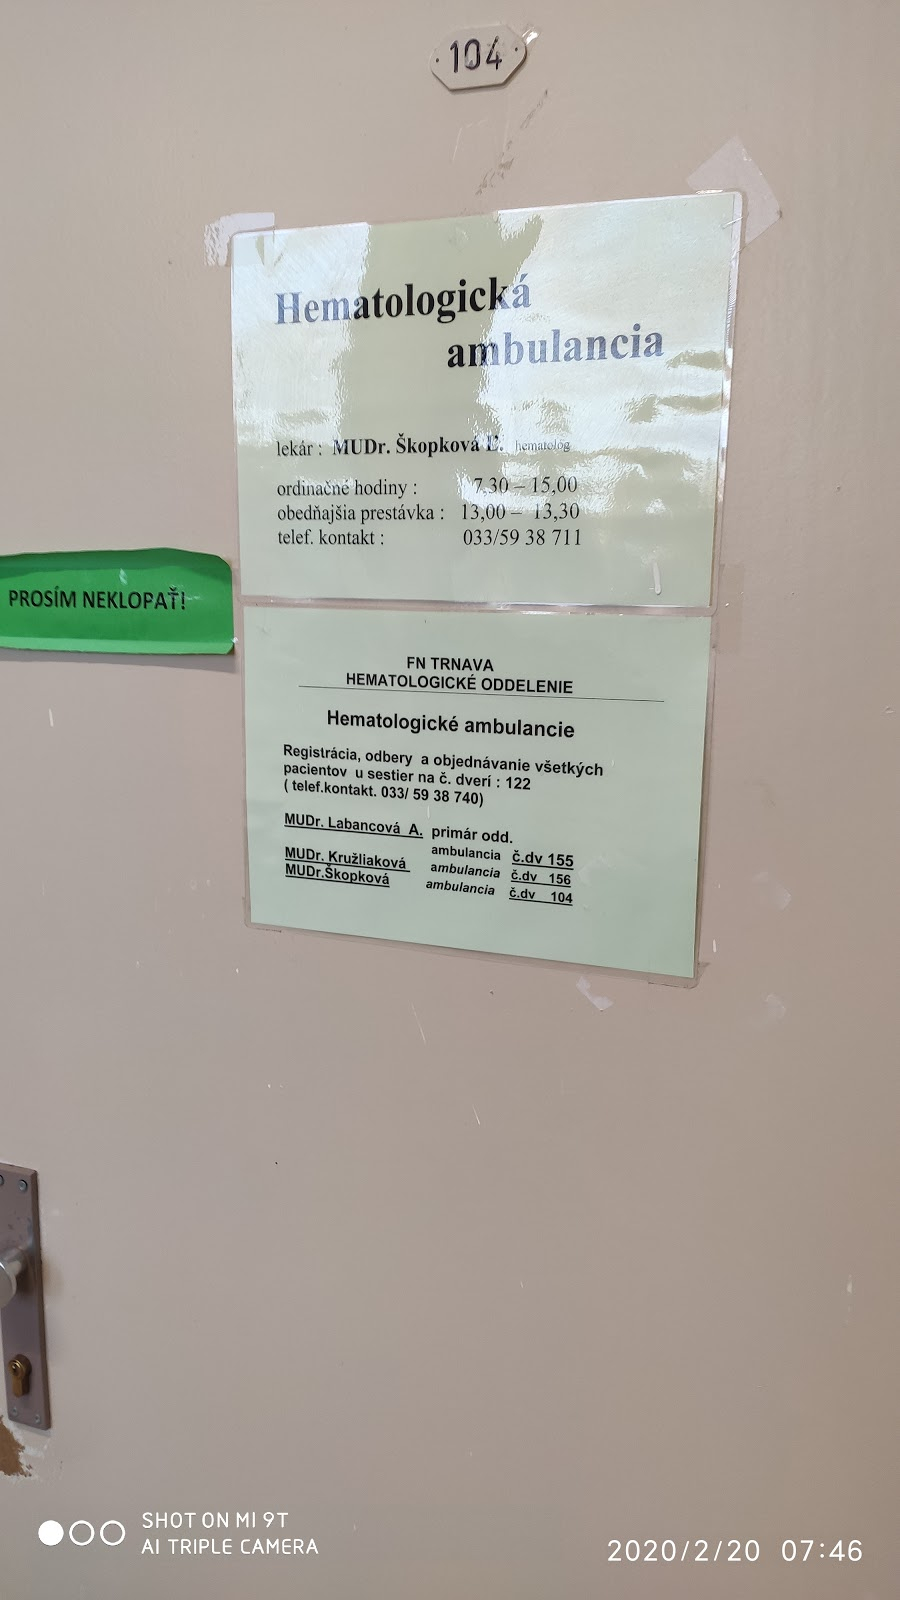 104
Hematologická
ambulancia
lekár : MUDr. Škopková E. hematológ
ordinačné hodiny : 7,30 – 15,00
obedňajšia prestávka : 13,00 – 13,30
telef. kontakt : 033/59 38 711
PROSÍM NEKLOPAŤ!
FN TRNAVA
HEMATOLOGICKÉ ODDELENIE
Hematologické ambulancie
Registrácia, odbery a objednávanie všetkých
pacientov u sestier na č. dverí : 122
( telef.kontakt. 033/ 59 38 740)
MUDr. Labancová A. primár odd.
ambulancia č.dv 155
MUDr. Kružliaková ambulancia č.dv 156
MUDr.Škopková ambulancia č.dv 104
SHOT ON MI 9T
AI TRIPLE CAMERA
2020/2/20 07:46